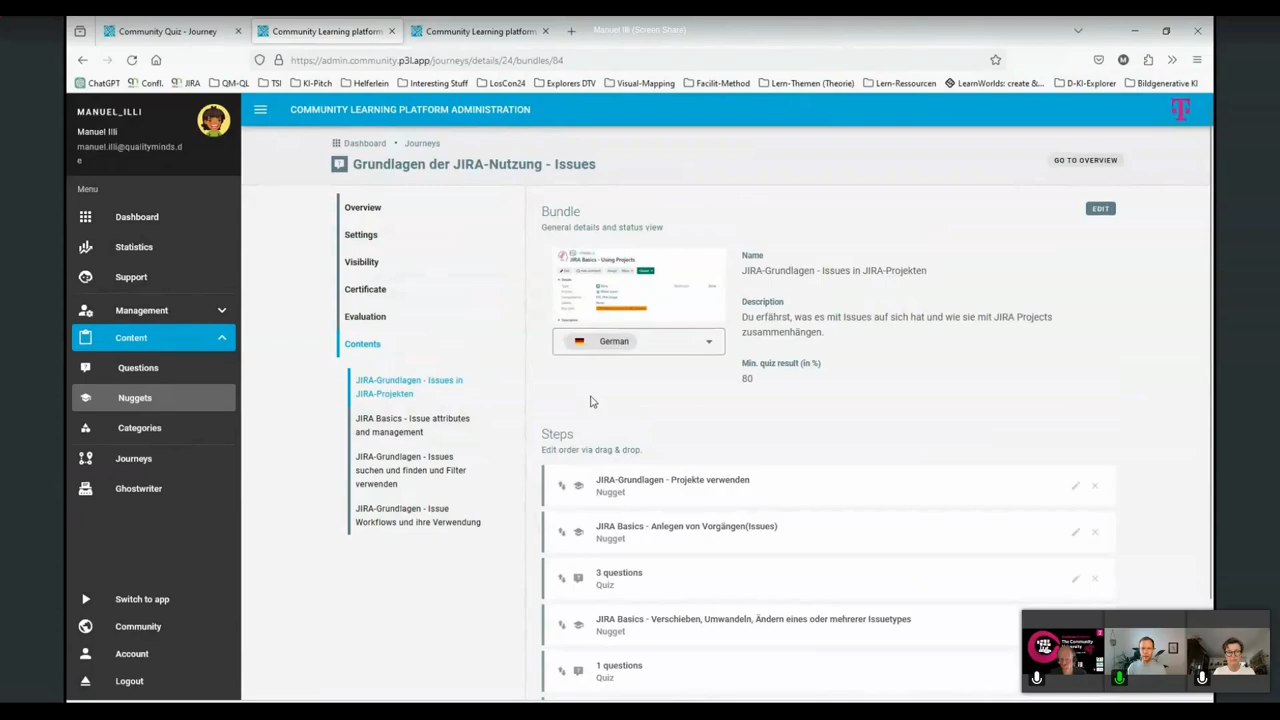 Community Quiz - Journey
Community Learning platform
Community Learning platform
Manuel Illi (Screen Share)
https://admin.community.p3l.app/journeys/details/24/bundles/84
ChatGPT
Confl.
JIRA
QM-QL
TSI
KI-Pitch
Helferlein
Interesting Stuff
LosCon24
Explorers DTV
Visual-Mapping
Facilit-Method
Lern-Themen (Theorie)
Lern-Ressourcen
LearnWorlds: create &...
D-KI-Explorer
Bildgenerative KI
MANUEL_ILLI
Manuel Illi
manuel.illi@qualityminds.d
e
COMMUNITY LEARNING PLATFORM ADMINISTRATION
T
Menu
Dashboard
Statistics
Support
Management
Content
Questions
Nuggets
Categories
Journeys
Ghostwriter
Switch to app
Community
Account
Logout
Dashboard • Journeys
Grundlagen der JIRA-Nutzung - Issues
GO TO OVERVIEW
Overview
Settings
Visibility
Certificate
Evaluation
Contents
JIRA-Grundlagen - Issues in
JIRA-Projekten
JIRA Basics - Issue attributes
and management
JIRA-Grundlagen - Issues
suchen und finden und Filter
verwenden
JIRA-Grundlagen - Issue
Workflows und ihre Verwendung
Bundle
General details and status view
EDIT
JIRA Basics - Using Projects
German
Name
JIRA-Grundlagen - Issues in JIRA-Projekten
Description
Du erfährst, was es mit Issues auf sich hat und wie sie mit JIRA Projects
zusammenhängen.
Min. quiz result (in %)
80
Steps
Edit order via drag & drop.
JIRA-Grundlagen - Projekte verwenden
Nugget
JIRA Basics - Anlegen von Vorgängen(Issues)
Nugget
3 questions
Quiz
JIRA Basics - Verschieben, Umwandeln, Ändern eines oder mehrerer Issuetypes
Nugget
1 questions
Quiz